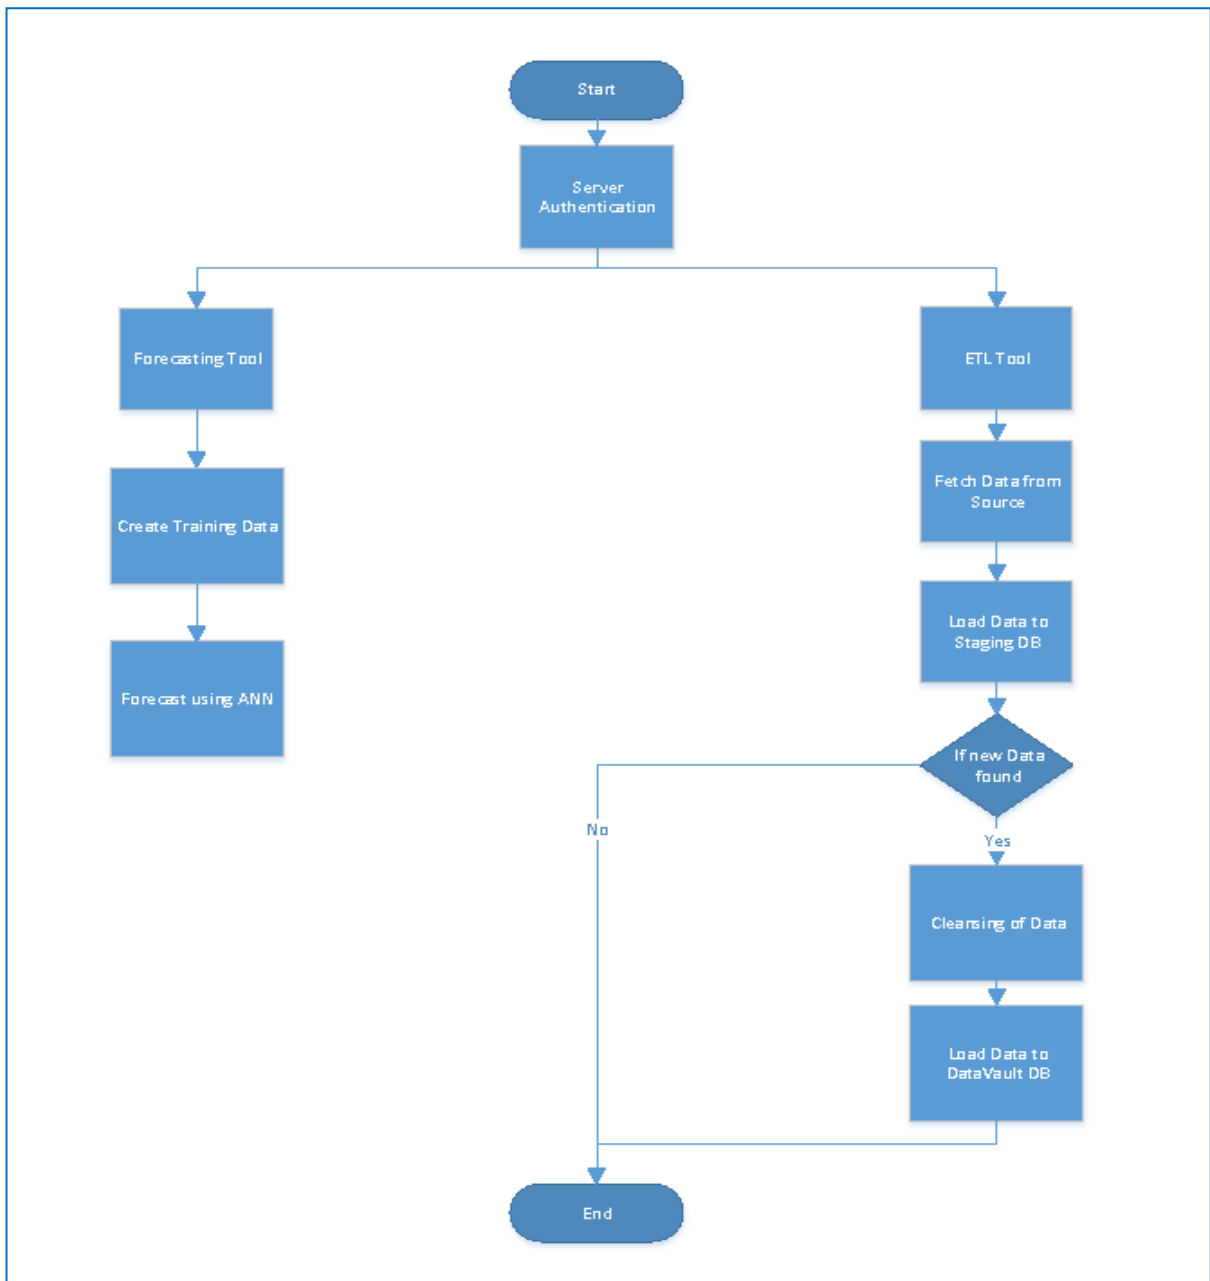 Start
Server
Authentication
Forecasting Tool
ETL Tool
Fetch Data from
Source
Create Training Data
Load Data to
Staging DB
Forecast using ANN
If new Data
found
No
Yes
Cleansing of Data
Load Data to
DataVault DB
End